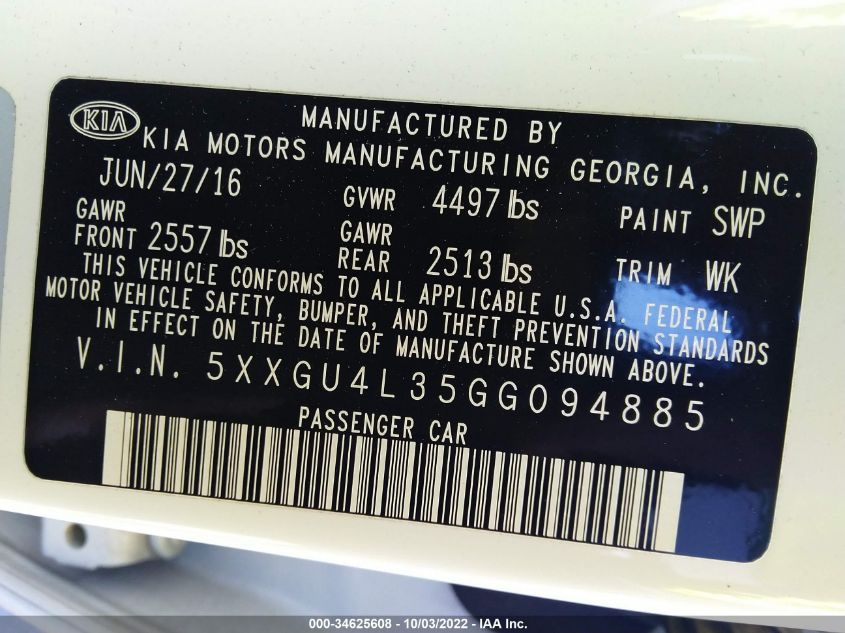 KIA
MANUFACTURED BY
KIA MOTORS MANUFACTURING GEORGIA, INC.
JUN/27/16 GVWR 4497 lbs PAINT SWP
GAWR FRONT 2557 lbs GAWR REAR 2513 lbs TRIM WK
THIS VEHICLE CONFORMS TO ALL APPLICABLE U.S.A. FEDERAL
MOTOR VEHICLE SAFETY, BUMPER, AND THEFT PREVENTION STANDARDS
IN EFFECT ON THE DATE OF MANUFACTURE SHOWN ABOVE.
V.I.N. 5XXGU4L35GG094885
PASSENGER CAR
000-34625608 - 10/03/2022 - IAA Inc.